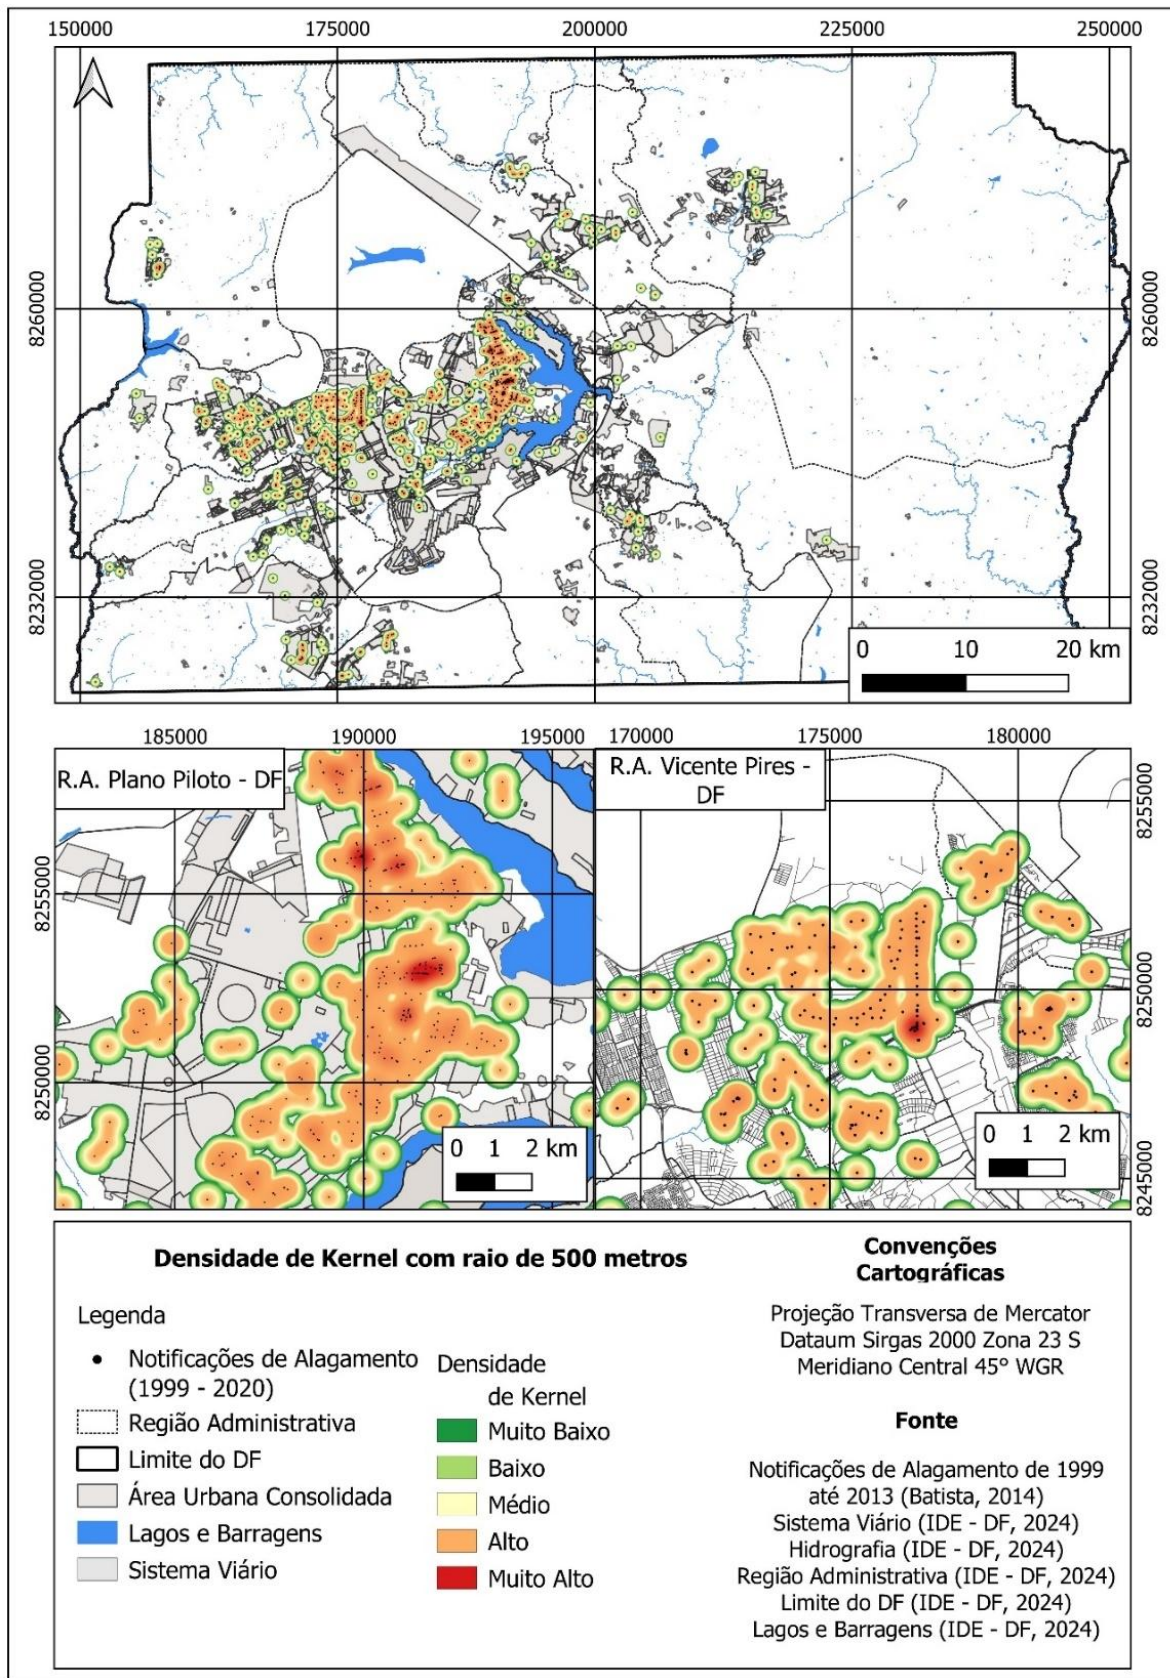 150000
175000
200000
225000
250000
8260000
8260000
8232000
8232000
0 10 20 km
185000
190000
195000
170000
175000
180000
R.A. Plano Piloto - DF
R.A. Vicente Pires -
DF
8255000
8250000
8255000
8250000
8245000
0 1 2 km
0 1 2 km
Densidade de Kernel com raio de 500 metros
Legenda
Notificações de Alagamento
(1999 - 2020)
Região Administrativa
Limite do DF
Área Urbana Consolidada
Lagos e Barragens
Sistema Viário
Densidade
de Kernel
Muito Baixo
Baixo
Médio
Alto
Muito Alto
Convenções
Cartográficas
Projeção Transversa de Mercator
Dataum Sirgas 2000 Zona 23 S
Meridiano Central 45° WGR
Fonte
Notificações de Alagamento de 1999
até 2013 (Batista, 2014)
Sistema Viário (IDE - DF, 2024)
Hidrografia (IDE - DF, 2024)
Região Administrativa (IDE - DF, 2024)
Limite do DF (IDE - DF, 2024)
Lagos e Barragens (IDE - DF, 2024)